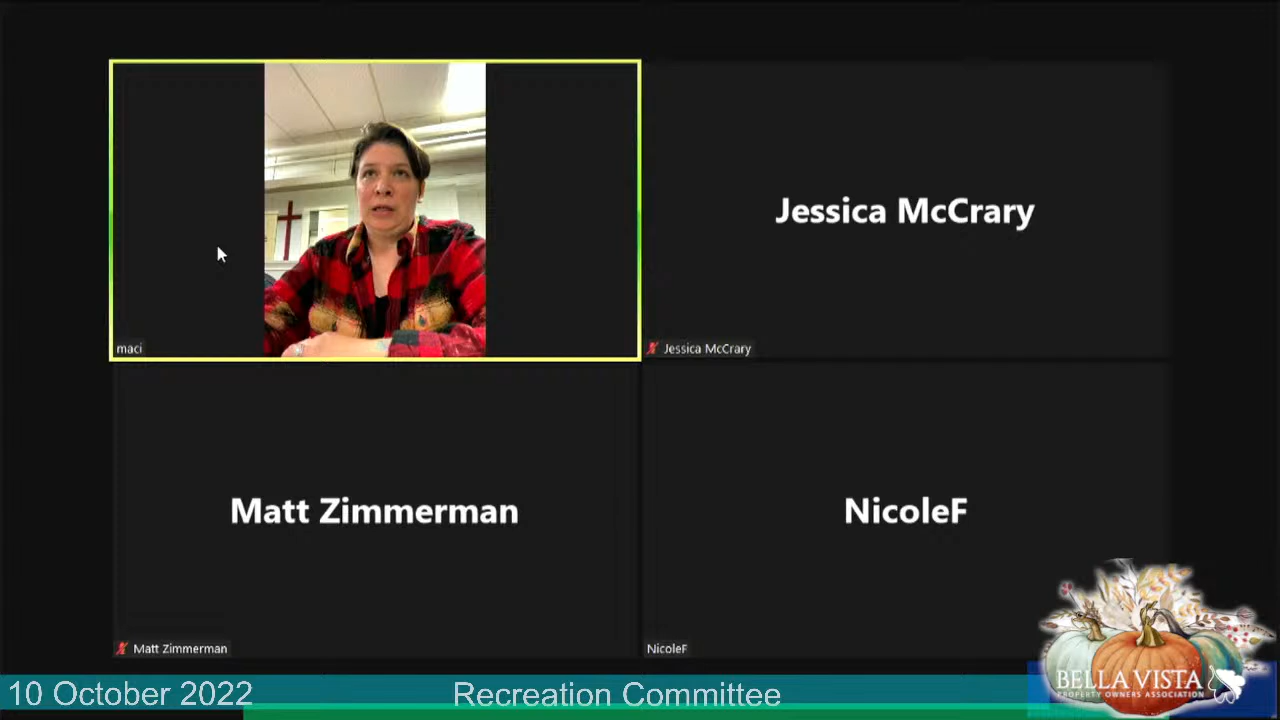 maci
Jessica McCrary
Jessica McCrary
Matt Zimmerman
Matt Zimmerman
NicoleF
NicoleF
10 October 2022
Recreation Committee
BELLA VISTA
PROPERTY OWNERS ASSOCIATION